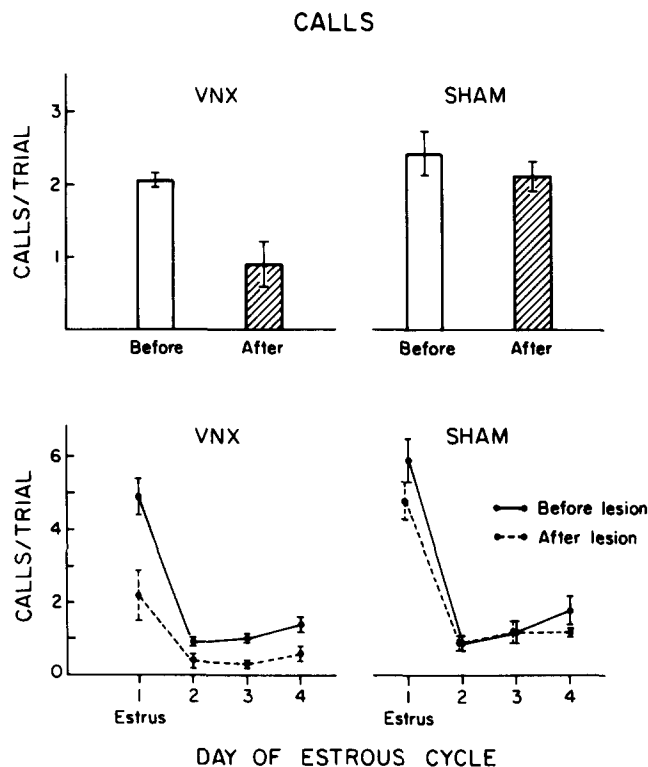 CALLS
VNX
SHAM
CALLS/TRIAL
3
2
1
Before
After
Before
After
VNX
SHAM
CALLS/TRIAL
6
4
2
0
Before lesion
After lesion
1 2 3 4
Estrus
1 2 3 4
Estrus
DAY OF ESTROUS CYCLE